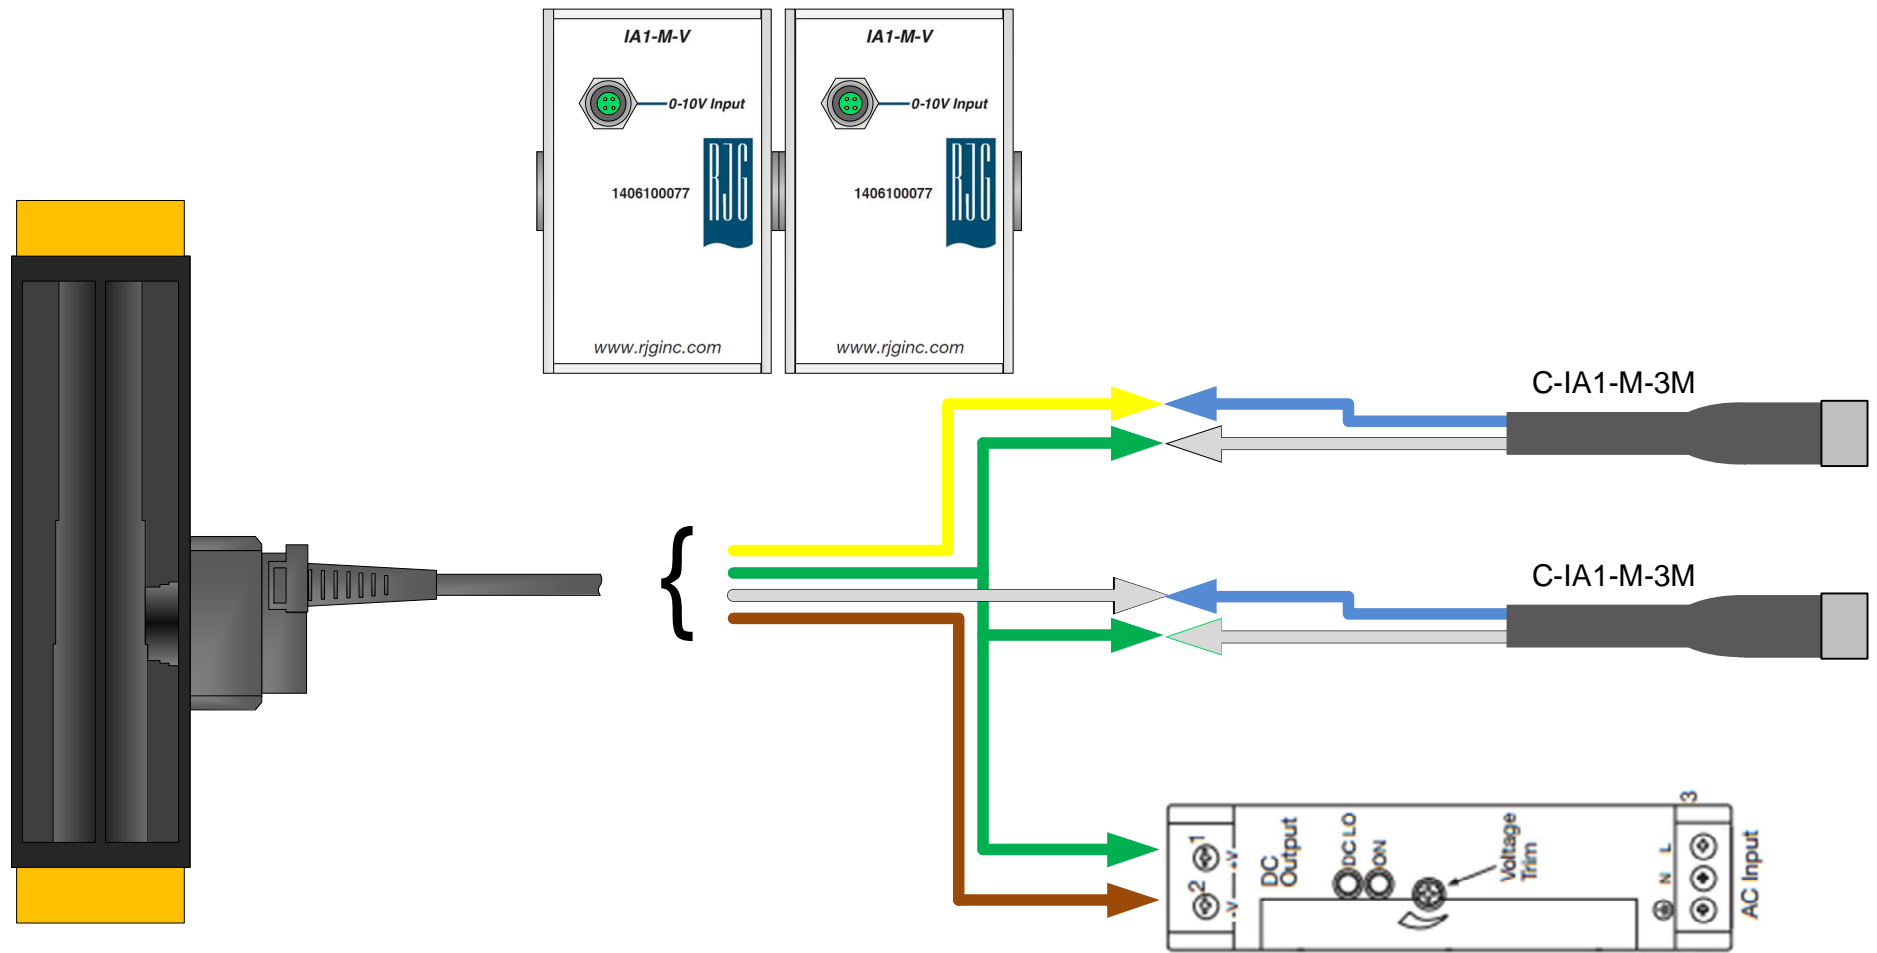 IA1-M-V
0-10V Input
1406100077
RJG
www.rjginc.com
IA1-M-V
0-10V Input
1406100077
RJG
www.rjginc.com
C-IA1-M-3M
C-IA1-M-3M
{
1
2
+V
-V
DC
Output
DC LO
ON
Voltage
Trim
3
L
N
AC Input